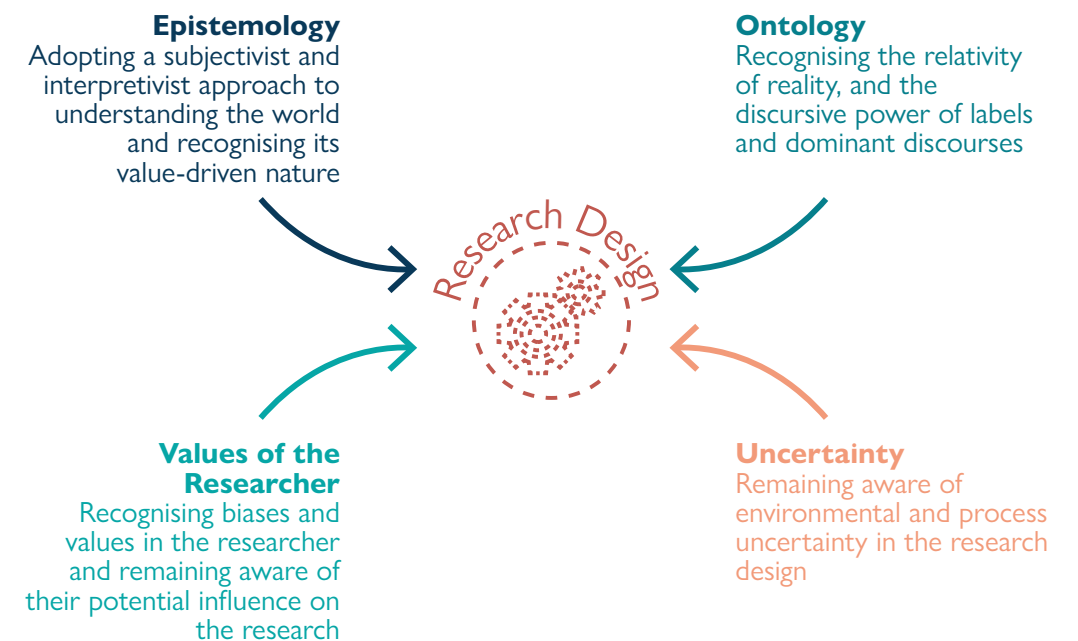 Epistemology
Adopting a subjectivist and
interpretivist approach to
understanding the world
and recognising its
value-driven nature
Ontology
Recognising the relativity
of reality, and the
discursive power of labels
and dominant discourses
Research Design
Values of the
Researcher
Recognising biases and
values in the researcher
and remaining aware of
their potential influence on
the research
Uncertainty
Remaining aware of
environmental and process
uncertainty in the research
design